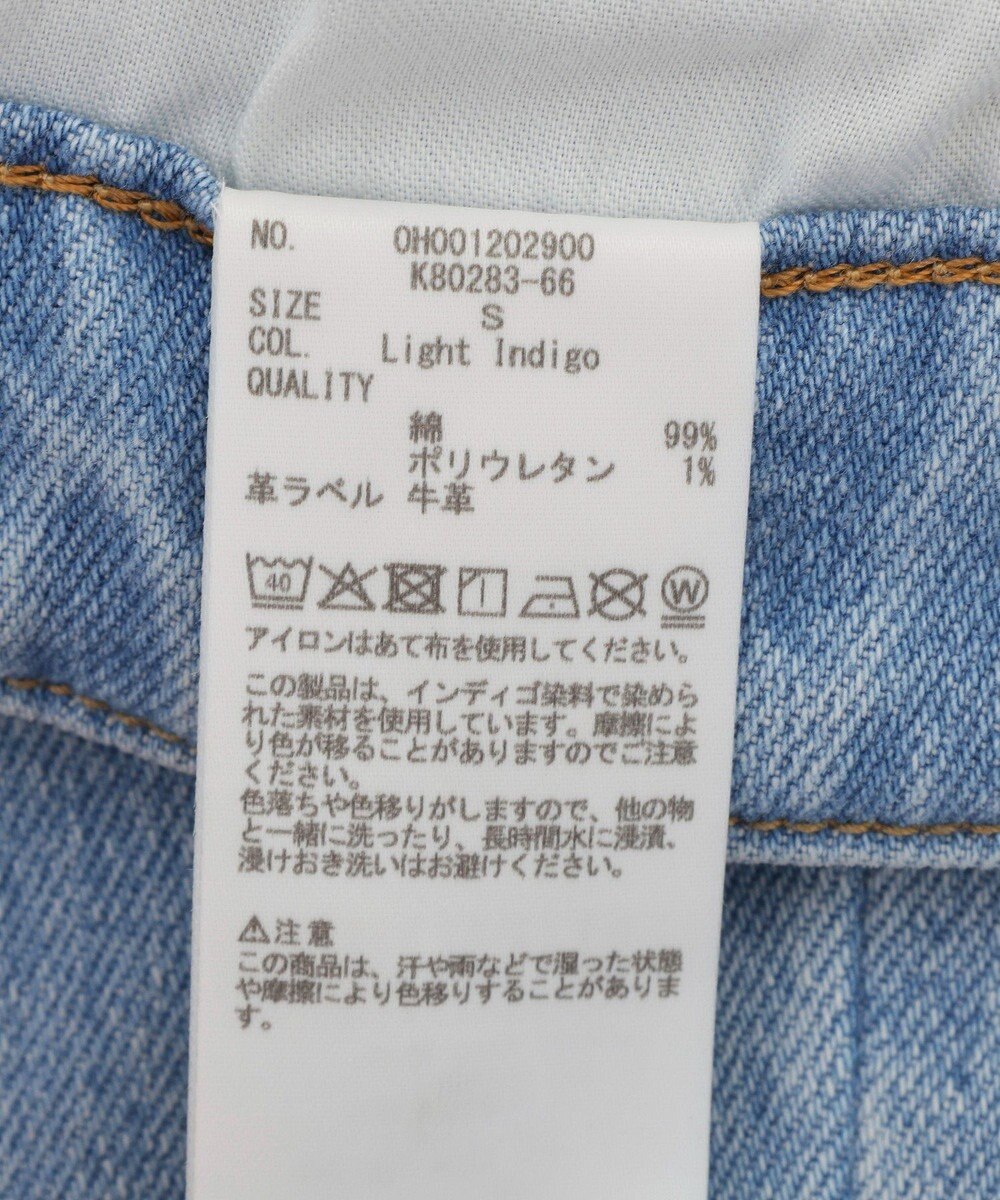 NO. 0H001202900
K80283-66
SIZE S
COL. Light Indigo
QUALITY
綿 99%
ポリウレタン 1%
革ラベル 牛革
40 W
アイロンはあて布を使用してください。
この製品は、インディゴ染料で染めら
れた素材を使用しています。摩擦によ
り色が移ることがありますのでご注意
ください。
色落ちや色移りがしますので、他の物
と一緒に洗ったり、長時間水に浸漬、
浸けおき洗いはお避けください。
⚠注意
この商品は、汗や雨などで湿った状態
や摩擦により色移りすることがありま
す。